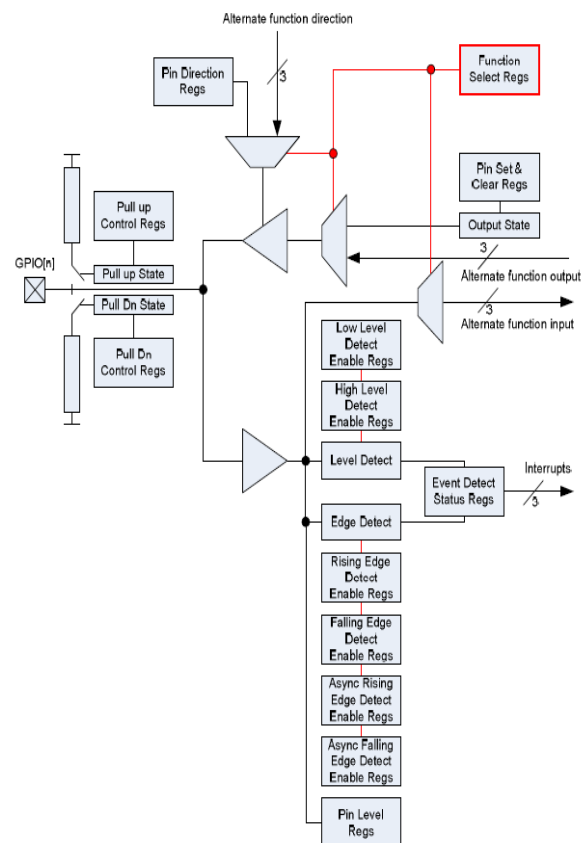 Alternate function direction
3
Pin Direction
Regs
Function
Select Regs
Pin Set &
Clear Regs
Output State
3
Alternate function output
3
Alternate function input
Pull up
Control Regs
Pull up State
GPIO[n]
Pull Dn State
Pull Dn
Control Regs
Low Level
Detect
Enable Regs
High Level
Detect
Enable Regs
Level Detect
Event Detect
Status Regs
Interrupts
3
Edge Detect
Rising Edge
Detect
Enable Regs
Falling Edge
Detect
Enable Regs
Async Rising
Edge Detect
Enable Regs
Async Falling
Edge Detect
Enable Regs
Pin Level
Regs